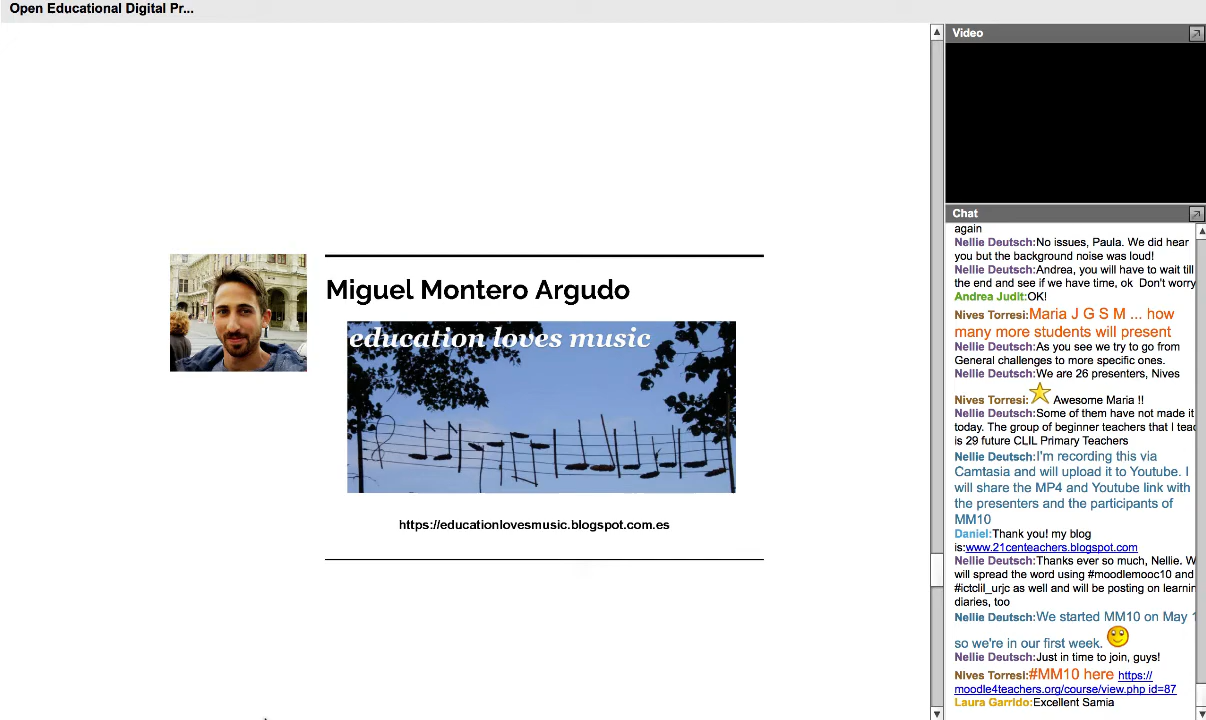 Open Educational Digital Pr...
Video
Chat
Miguel Montero Argudo
education loves music
https://educationlovesmusic.blogspot.com.es
again
Nellie Deutsch:No issues, Paula. We did hear
you but the background noise was loud!
Nellie Deutsch:Andrea, you will have to wait till
the end and see if we have time, ok Don't worry
Andrea Judit:OK!
Nives Torresi:Maria J G S M ... how
many more students will present
Nellie Deutsch:As you see we try to go from
General challenges to more specific ones.
Nellie Deutsch:We are 26 presenters, Nives
Nives Torresi: Awesome Maria !!
Nellie Deutsch:Some of them have not made it
today. The group of beginner teachers that I
is 29 future CLIL Primary Teachers
Nellie Deutsch:I'm recording this via
Camtasia and will upload it to Youtube. I
will share the MP4 and Youtube link with
the presenters and the participants of
MM10
Daniel:Thank you! my blog
is:www.21centeachers.blogspot.com
Nellie Deutsch:Thanks ever so much, Nellie.
will spread the word using #moodlemooc10 and
#ictclil_urjc as well and will be posting on
diaries, too
Nellie Deutsch:We started MM10 on May
so we're in our first week.
Nellie Deutsch:Just in time to join, guys!
Nives Torresi:#MM10 here https://
moodle4teachers.org/course/view.php id=87
Laura Garrido:Excellent Samia